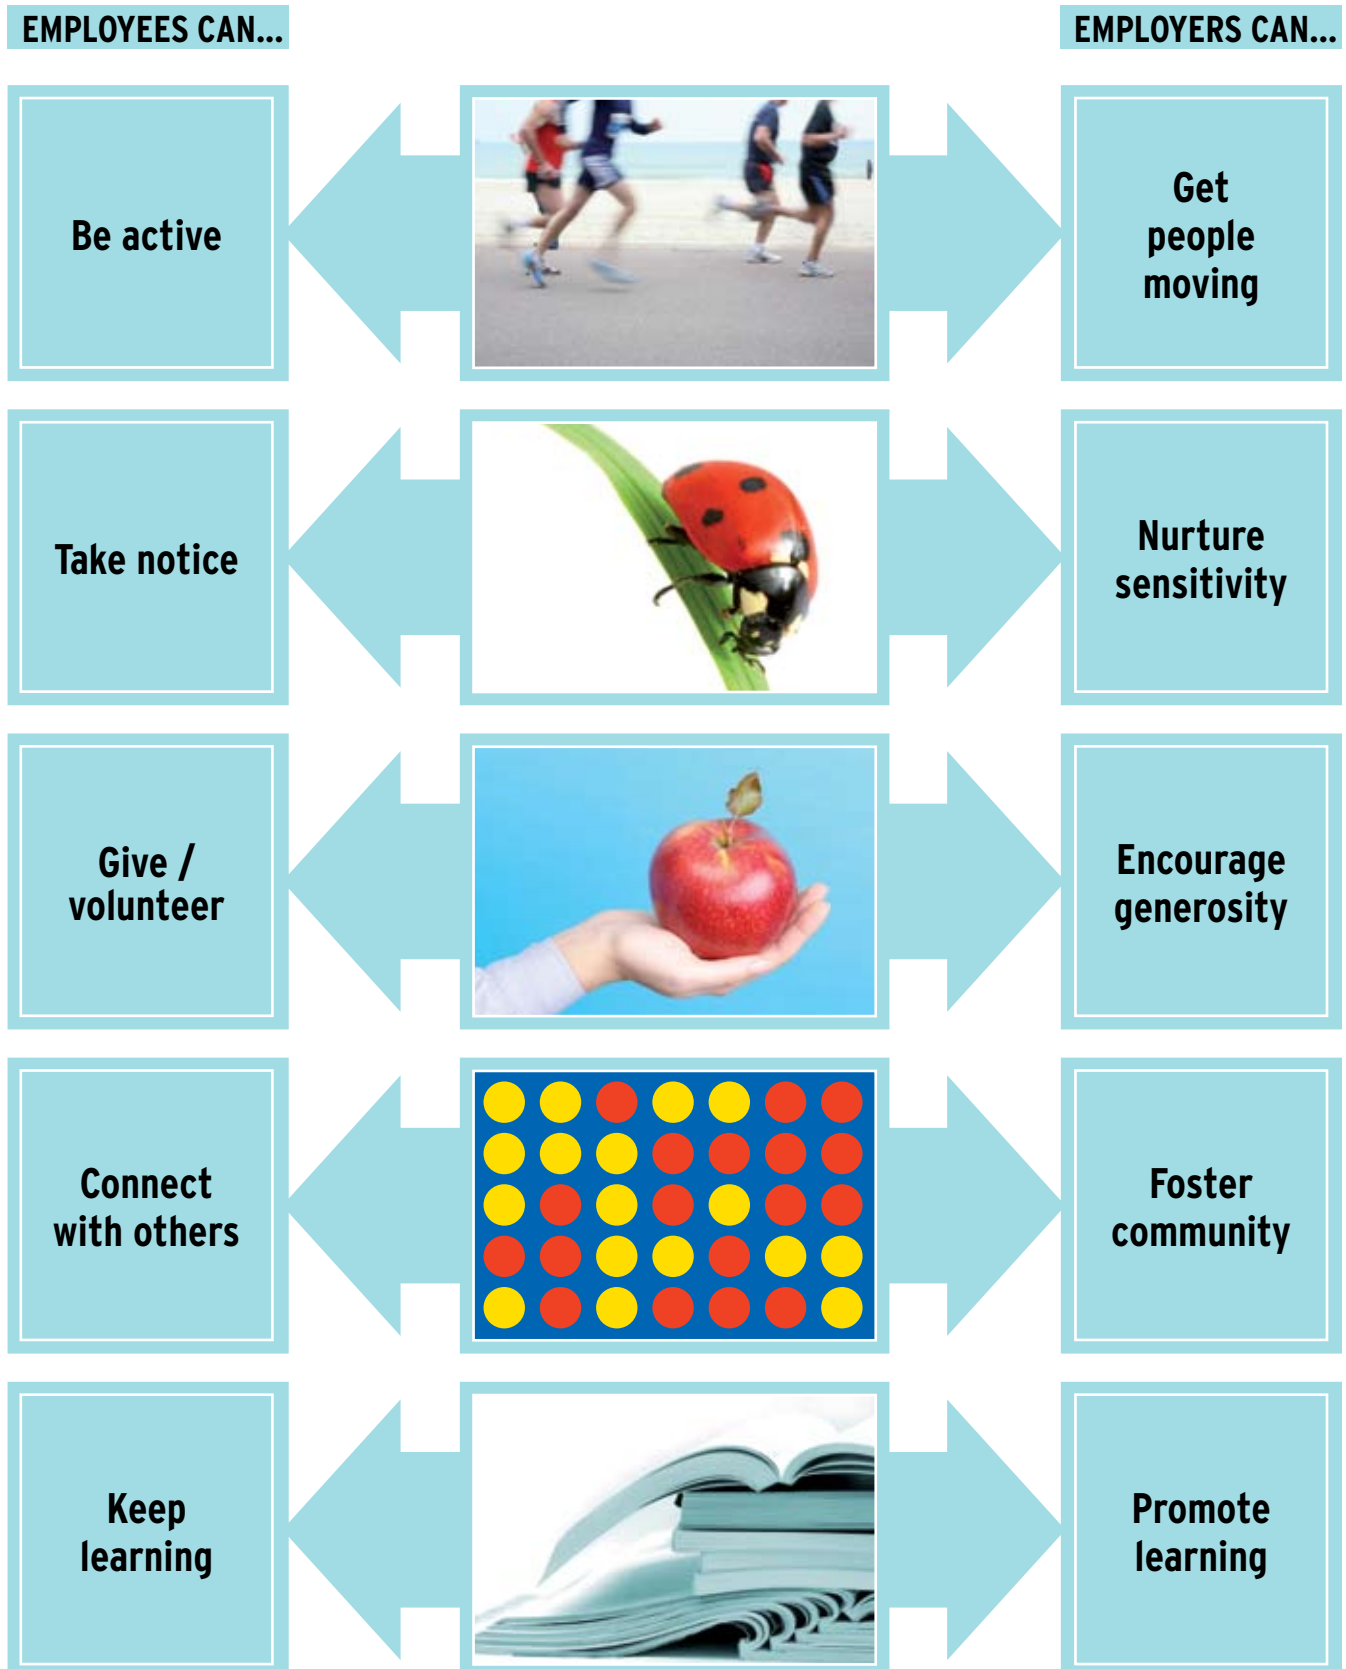 EMPLOYEES CAN...
EMPLOYERS CAN...
Be active
Get
people
moving
Take notice
Nurture
sensitivity
Give /
volunteer
Encourage
generosity
Connect
with others
Foster
community
Keep
learning
Promote
learning